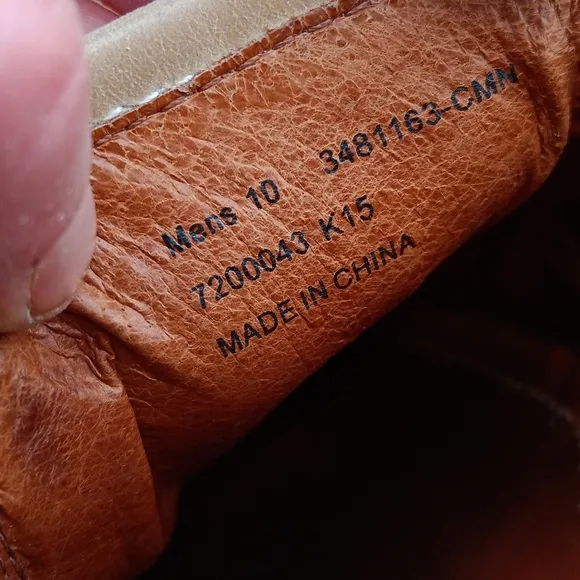 Mens 10 3481163-CMN
7200043 K15
MADE IN CHINA